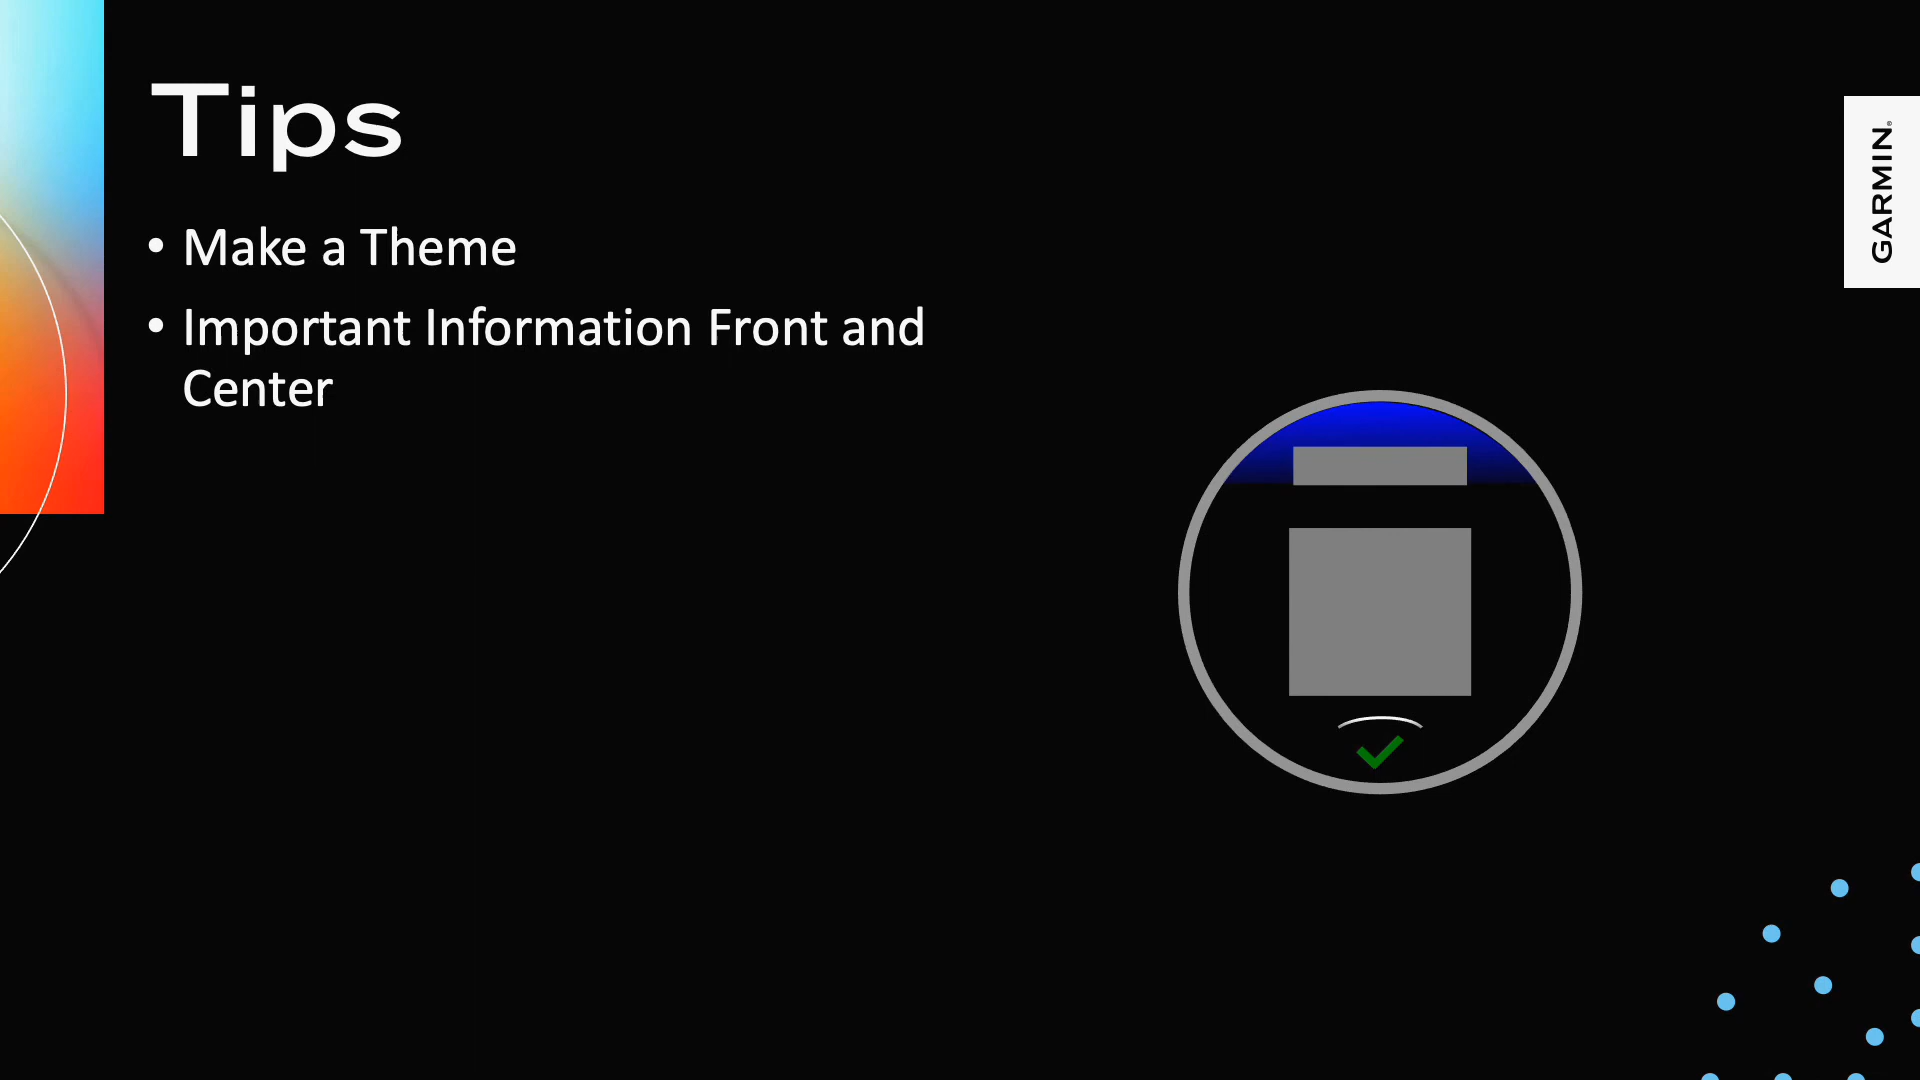 Tips
• Make a Theme
• Important Information Front and
Center
GARMIN®